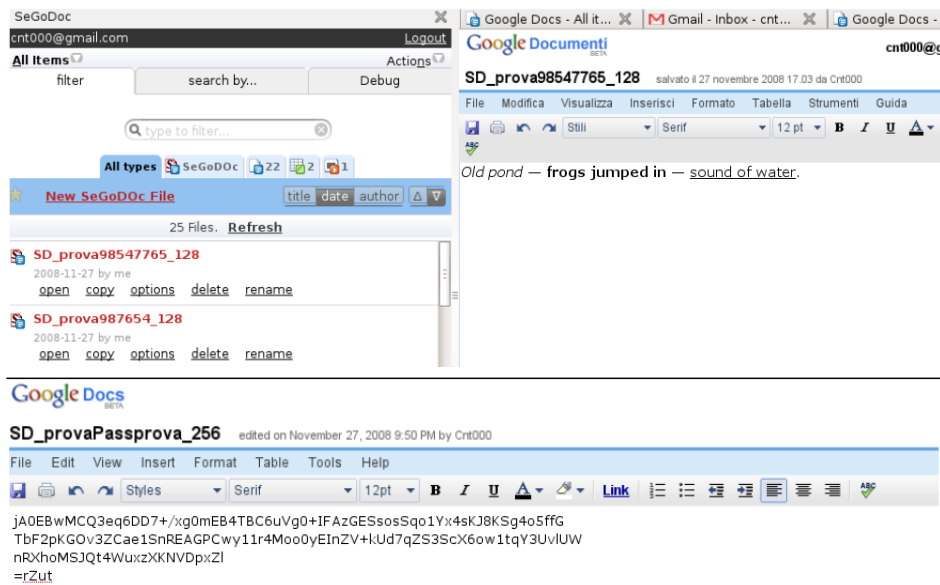 SeGoDoc
cnt000@gmail.com Logout
All Items Actions
filter search by... Debug
type to filter...
All types SeGoDOc 22 2 1
New SeGoDOc File title date author
25 Files. Refresh
SD_prova98547765_128
2008-11-27 by me
open copy options delete rename
SD_prova987654_128
2008-11-27 by me
open copy options delete rename
Google Docs - All it... Gmail - Inbox - cnt... Google Docs -
Google Documenti
BETA
cnt000@g
SD_prova98547765_128 salvato il 27 novembre 2008 17.03 da Cnt000
File Modifica Visualizza Inserisci Formato Tabella Strumenti Guida
Stili Serif 12 pt B I U A
ABC
Old pond — frogs jumped in — sound of water.
Google Docs
BETA
SD_provaPassprova_256 edited on November 27, 2008 9:50 PM by Cnt000
File Edit View Insert Format Table Tools Help
Styles Serif 12pt B I U A Link ABC
jA0EBwMCQ3eq6DD7+/xg0mEB4TBC6uVg0+IFAzGESsosSqo1Yx4sKJ8KSg4o5ffG
TbF2pKGOv3ZCae1SnREAGPCwy11r4Moo0yEInZV+kUd7qZS3ScX6ow1tqY3UvlUW
nRXhoMSJQt4WuxzXKNVDpxZl
=rZut